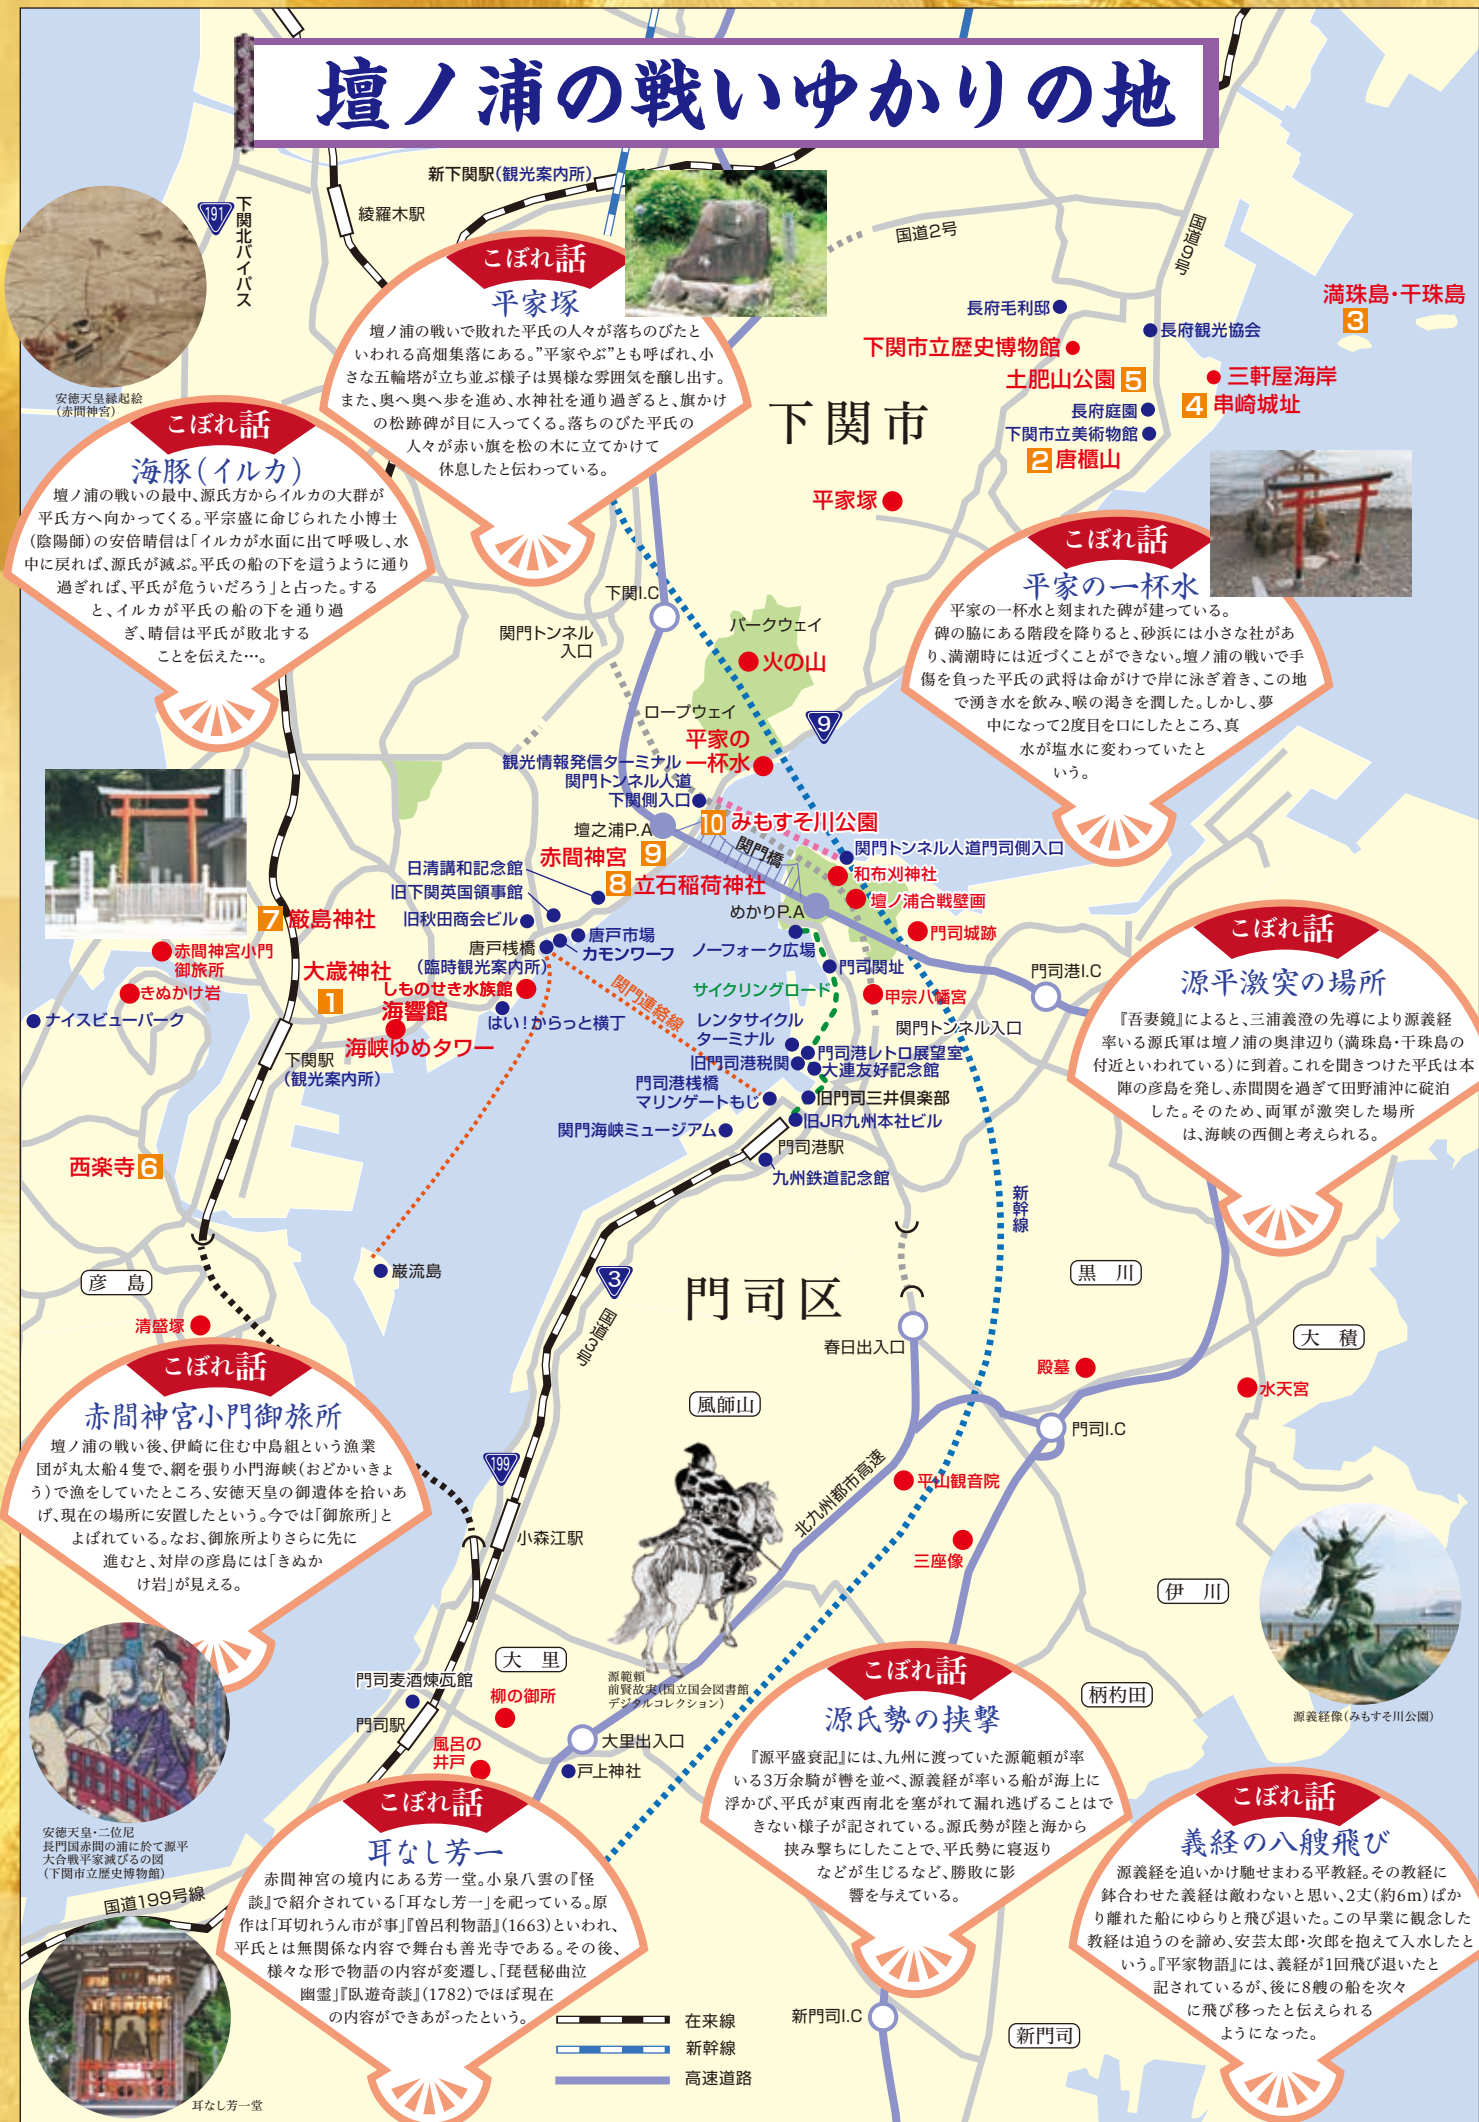 壇ノ浦の戦いゆかりの地
新下関駅(観光案内所)
191
下関北バイパス
綾羅木駅
国道2号
国道9号
安徳天皇縁起絵
(赤間神宮)
こぼれ話
平家塚
壇ノ浦の戦いで敗れた平氏の人々が落ちのびたと
いわれる高畑集落にある。”平家やぶ”とも呼ばれ、小
さな五輪塔が立ち並ぶ様子は異様な雰囲気を醸し出す。
また、奥へ奥へ歩を進め、水神社を通り過ぎると、旗かけ
の松跡碑が目に入ってくる。落ちのびた平氏の
人々が赤い旗を松の木に立てかけて
休息したと伝わっている。
こぼれ話
海豚(イルカ)
壇ノ浦の戦いの最中、源氏方からイルカの大群が
平氏方へ向かってくる。平宗盛に命じられた小博士
(陰陽師)の安倍晴信は「イルカが水面に出て呼吸し、水
中に戻れば、源氏が滅ぶ。平氏の船の下を這うように通り
過ぎれば、平氏が危ういだろう」と占った。する
と、イルカが平氏の船の下を通り過
ぎ、晴信は平氏が敗北する
ことを伝えた…。
長府毛利邸
長府観光協会
満珠島・干珠島
3
下関市立歴史博物館
土肥山公園 5
三軒屋海岸
4 串崎城址
長府庭園
下関市立美術物館
2 唐櫃山
下関市
平家塚
こぼれ話
平家の一杯水
平家の一杯水と刻まれた碑が建っている。
碑の脇にある階段を降りると、砂浜には小さな社があ
り、満潮時には近づくことができない。壇ノ浦の戦いで手
傷を負った平氏の武将は命がけで岸に泳ぎ着き、この地
で湧き水を飲み、喉の渇きを潤した。しかし、夢
中になって2度目を口にしたところ、真
水が塩水に変わっていたと
いう。
下関I.C
関門トンネル
入口
パークウェイ
火の山
ロープウェイ
9
平家の
一杯水
観光情報発信ターミナル
関門トンネル人道
下関側入口
壇之浦P.A
10 みもすそ川公園
関門橋
赤間神宮 9
8 立石稲荷神社
日清講和記念館
旧下関英国領事館
旧秋田商会ビル
関門トンネル人道門司側入口
和布刈神社
壇ノ浦合戦壁画
めかりP.A
門司城跡
7 厳島神社
唐戸市場
唐戸桟橋
(臨時観光案内所)
カモンワーフ
ノーフォーク広場
門司関址
門司港I.C
赤間神宮小門
御旅所
きぬかけ岩
ナイスビューパーク
大歳神社
1
しものせき水族館
海響館
はい!からっと横丁
海峡ゆめタワー
下関駅
(観光案内所)
関門連絡線
サイクリングロード
甲宗八幡宮
関門トンネル入口
レンタサイクル
ターミナル
門司港レトロ展望室
旧門司港税関
大連友好記念館
門司港桟橋
マリンゲートもじ
旧門司三井倶楽部
旧JR九州本社ビル
関門海峡ミュージアム
門司港駅
九州鉄道記念館
こぼれ話
源平激突の場所
『吾妻鏡』によると、三浦義澄の先導により源義経
率いる源氏軍は壇ノ浦の奥津辺り(満珠島・干珠島の
付近といわれている)に到着。これを聞きつけた平氏は本
陣の彦島を発し、赤間関を過ぎて田野浦沖に碇泊
した。そのため、両軍が激突した場所
は、海峡の西側と考えられる。
西楽寺 6
新幹線
巌流島
彦島
清盛塚
3
国道3号
門司区
黒川
大積
春日出入口
殿墓
水天宮
風師山
門司I.C
こぼれ話
赤間神宮小門御旅所
壇ノ浦の戦い後、伊崎に住む中島組という漁業
団が丸太船4隻で、網を張り小門海峡(おどかいきょ
う)で漁をしていたところ、安徳天皇の御遺体を拾いあ
げ、現在の場所に安置したという。今では「御旅所」と
よばれている。なお、御旅所よりさらに先に
進むと、対岸の彦島には「きぬか
け岩」が見える。
199
小森江駅
北九州都市高速
平山観音院
三座像
伊川
大里
源範頼
前賢故実(国立国会図書館
デジタルコレクション)
柄杓田
源義経像(みもすそ川公園)
門司麦酒煉瓦館
柳の御所
門司駅
風呂の
井戸
大里出入口
戸上神社
安徳天皇・二位尼
長門国赤間の浦に於て源平
大合戦平家滅びるの図
(下関市立歴史博物館)
国道199号線
こぼれ話
源氏勢の挟撃
『源平盛衰記』には、九州に渡っていた源範頼が率
いる3万余騎が轡を並べ、源義経が率いる船が海上に
浮かび、平氏が東西南北を塞がれて漏れ逃げることはで
きない様子が記されている。源氏勢が陸と海から
挟み撃ちにしたことで、平氏勢に寝返り
などが生じるなど、勝敗に影
響を与えている。
こぼれ話
耳なし芳一
赤間神宮の境内にある芳一堂。小泉八雲の『怪
談』で紹介されている「耳なし芳一」を祀っている。原
作は「耳切れうん市が事」『曽呂利物語』(1663)といわれ、
平氏とは無関係な内容で舞台も善光寺である。その後、
様々な形で物語の内容が変遷し、「琵琶秘曲泣
幽霊」『臥遊奇談』(1782)でほぼ現在
の内容ができあがったという。
こぼれ話
義経の八艘飛び
源義経を追いかけ馳せまわる平教経。その教経に
鉢合わせた義経は敵わないと思い、2丈(約6m)ばか
り離れた船にゆらりと飛び退いた。この早業に観念した
教経は追うのを諦め、安芸太郎・次郎を抱えて入水したと
いう。『平家物語』には、義経が1回飛び退いたと
記されているが、後に8艘の船を次々
に飛び移ったと伝えられる
ようになった。
耳なし芳一堂
在来線
新幹線
高速道路
新門司I.C
新門司